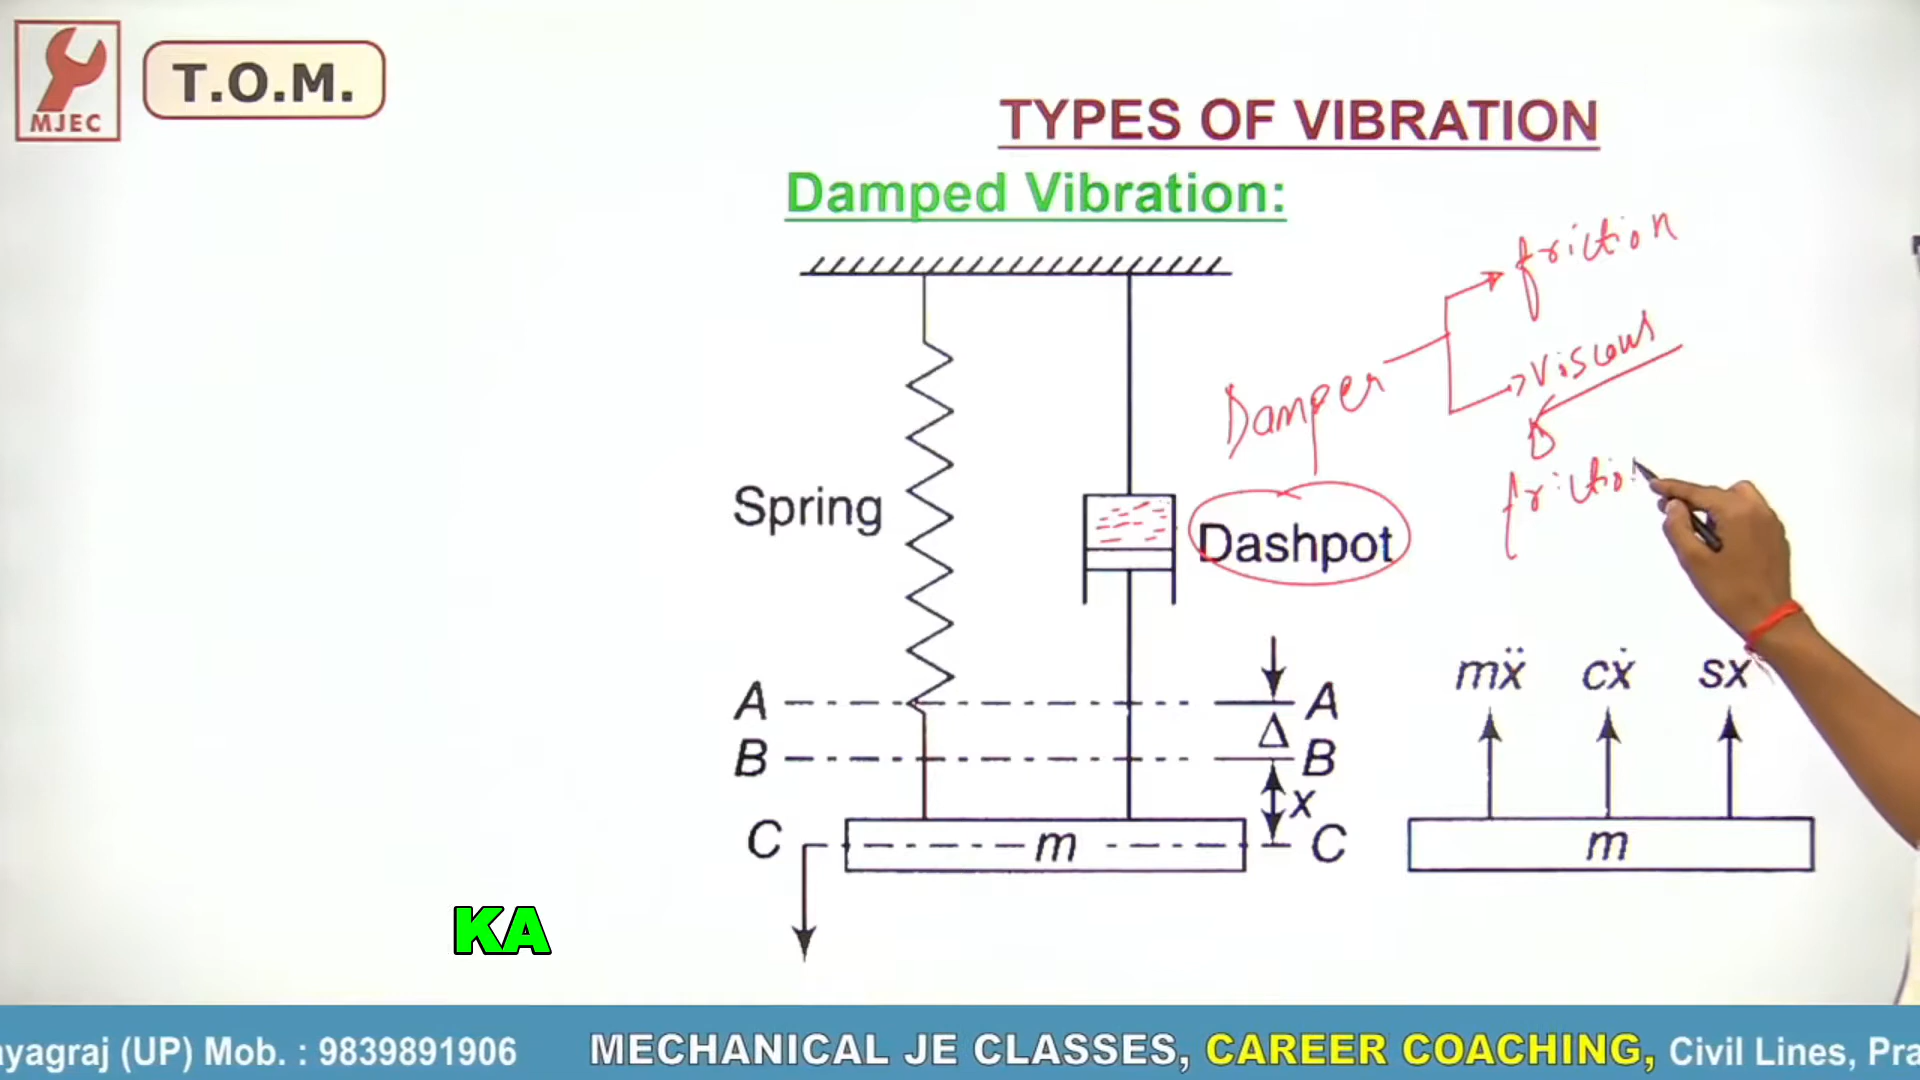 MJEC
T.O.M.
TYPES OF VIBRATION
Damped Vibration:
friction
viscous
Damper
friction
Spring
Dashpot
mẍ cẋ sx
A A
Δ
B B
x
C m C
m
KA
ayagraj (UP) Mob. : 9839891906 MECHANICAL JE CLASSES, CAREER COACHING, Civil Lines, Pra